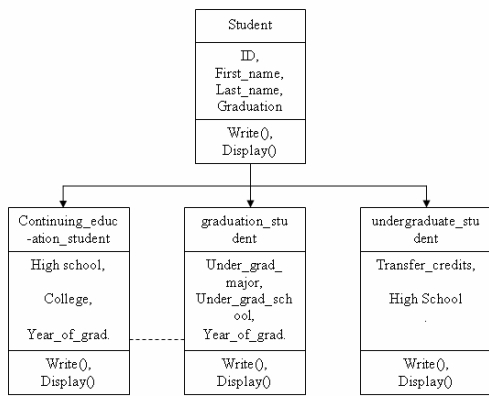 Student
ID,
First_name,
Last_name,
Graduation
Write(),
Display()
Continuing_educ
-ation_student
High school,
College,
Year_of_grad.
Write(),
Display()
graduation_stu
dent
Under_grad_
major,
Under_grad_sch
ool,
Year_of_grad.
Write(),
Display()
undergraduate_stu
dent
Transfer_credits,
High School
.
Write(),
Display()